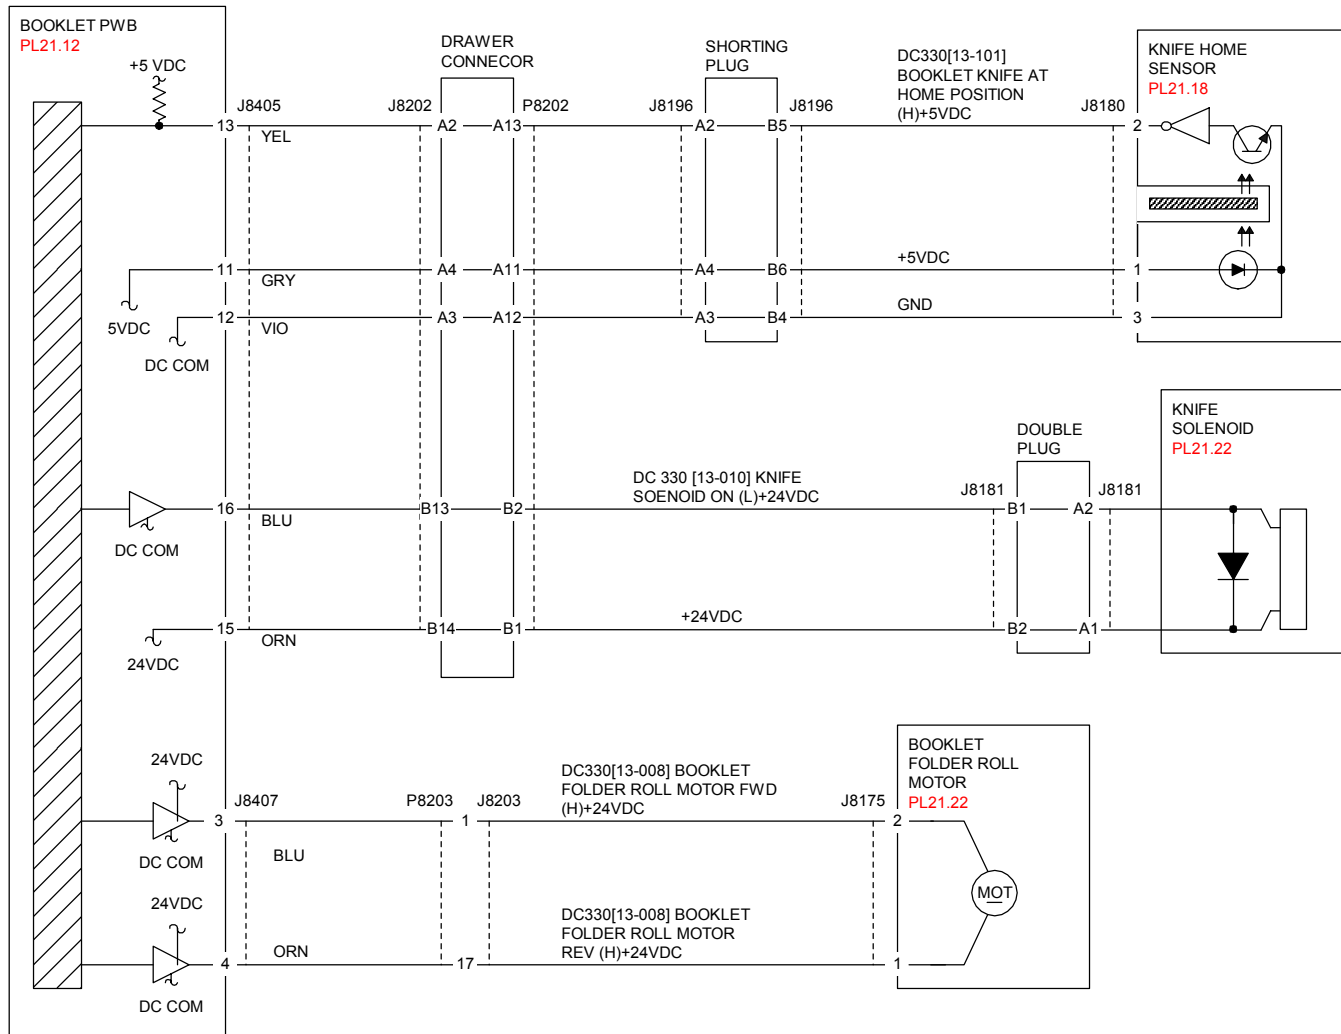 BOOKLET PWB
PL21.12
+5 VDC
DRAWER
CONNECOR
SHORTING
PLUG
DC330[13-101]
BOOKLET KNIFE AT
HOME POSITION
(H)+5VDC
KNIFE HOME
SENSOR
PL21.18
J8405 J8202 P8202 J8196 J8196 J8180
13 YEL A2 A13 A2 B5 2
11 GRY A4 A11 A4 B6 +5VDC 1
5VDC
12 VIO A3 A12 A3 B4 GND 3
DC COM
KNIFE
SOLENOID
PL21.22
DOUBLE
PLUG
DC 330 [13-010] KNIFE
SOENOID ON (L)+24VDC
J8181 J8181
16 BLU B13 B2 B1 A2
DC COM
15 ORN B14 B1 +24VDC B2 A1
24VDC
BOOKLET
FOLDER ROLL
MOTOR
PL21.22
24VDC
DC330[13-008] BOOKLET
FOLDER ROLL MOTOR FWD
(H)+24VDC
J8407 P8203 J8203 J8175
3 BLU 1 2
DC COM
MOT
24VDC
DC330[13-008] BOOKLET
FOLDER ROLL MOTOR
REV (H)+24VDC
4 ORN 17 1
DC COM